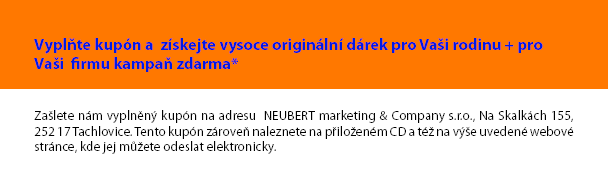 Vyplňte kupón a  získejte vysoce originální dárek pro Vaši rodinu + pro
Vaši  firmu kampaň zdarma*
Zašlete nám vyplněný kupón na adresu  NEUBERT marketing & Company s.r.o., Na Skalkách 155,
252 17 Tachlovice. Tento kupón zároveň naleznete na přiloženém CD a též na výše uvedené webové
stránce, kde jej můžete odeslat elektronicky.